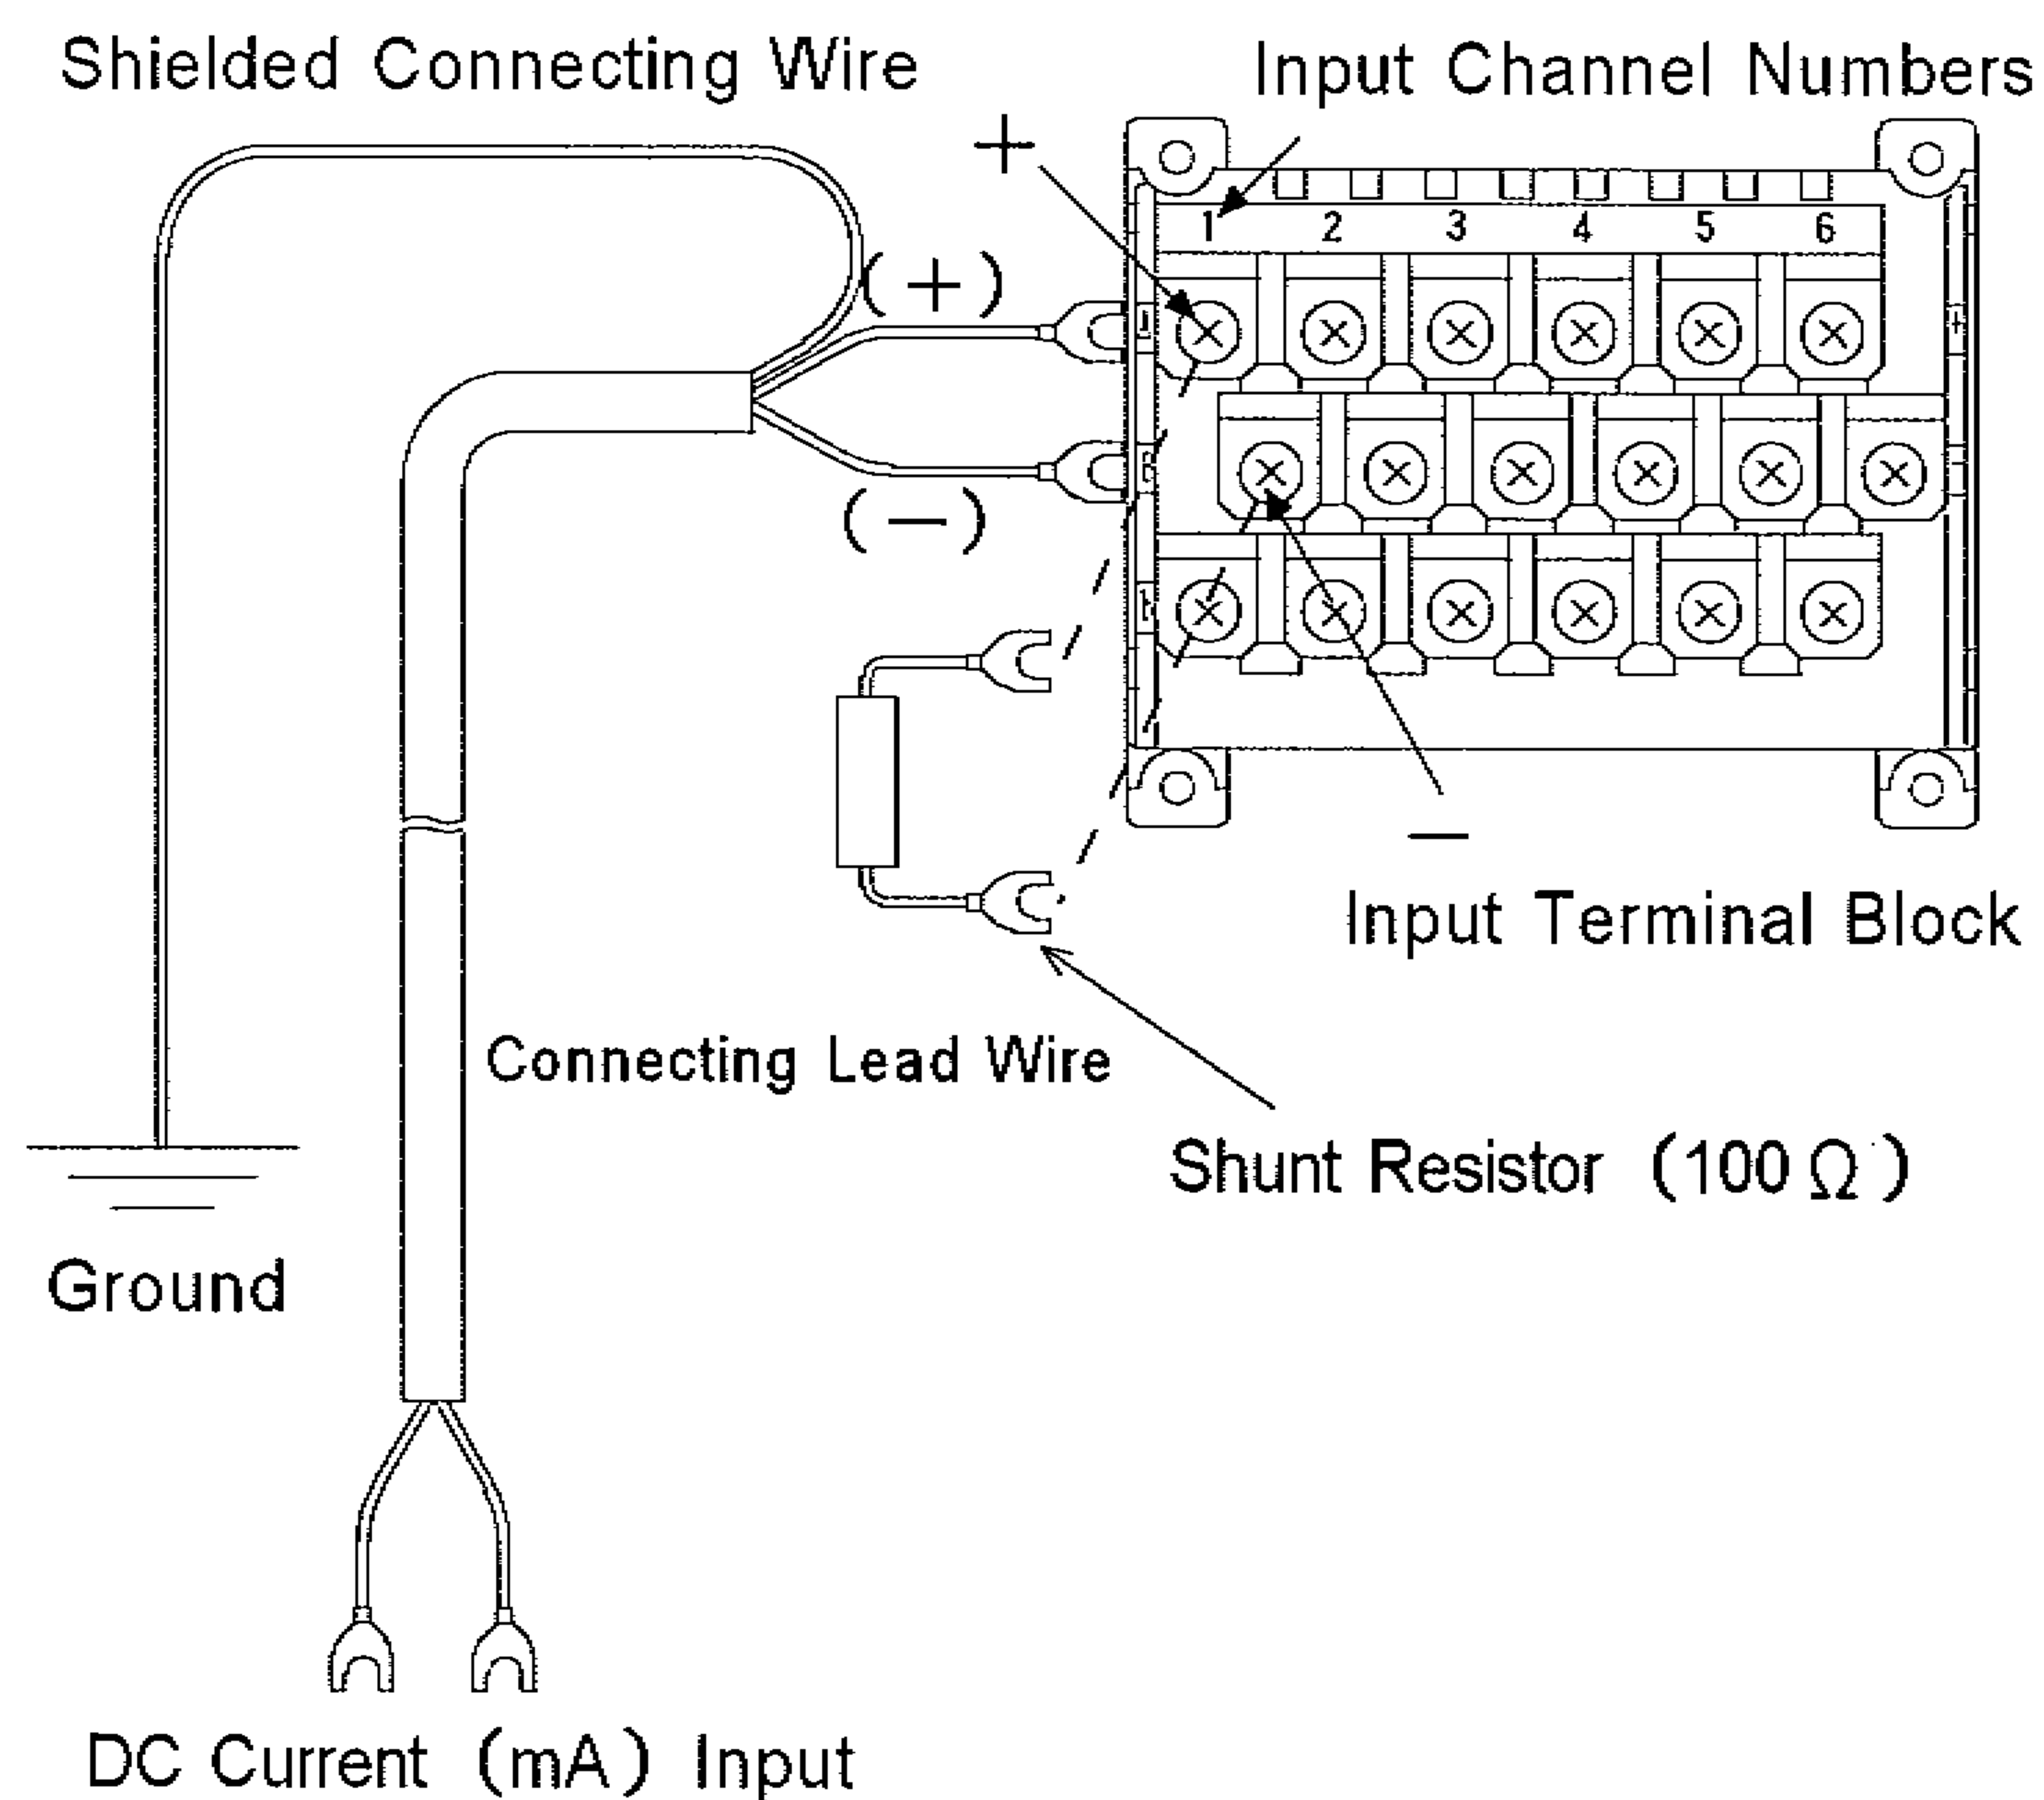 Shielded Connecting Wire
Input Channel Numbers
+
1 2 3 4 5 6
(+)
(−)
−
Input Terminal Block
Connecting Lead Wire
Shunt Resistor (100Ω)
Ground
DC Current (mA) Input